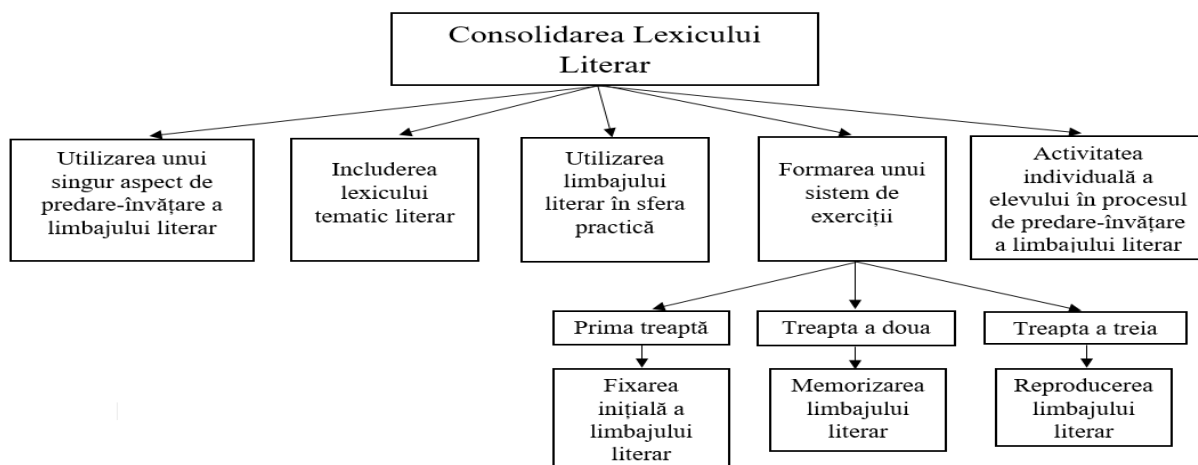 Consolidarea Lexicului
Literar
Utilizarea unui
singur aspect de
predare-învățare a
limbajului literar
Includerea
lexicului
tematic literar
Utilizarea
limbajului
literar în sfera
practică
Formarea unui
sistem de
exerciții
Activitatea
individuală a
elevului în procesul
de predare-învățare
a limbajului literar
Prima treaptă
Treapta a doua
Treapta a treia
Fixarea
inițială a
limbajului
literar
Memorizarea
limbajului
literar
Reproducerea
limbajului
literar